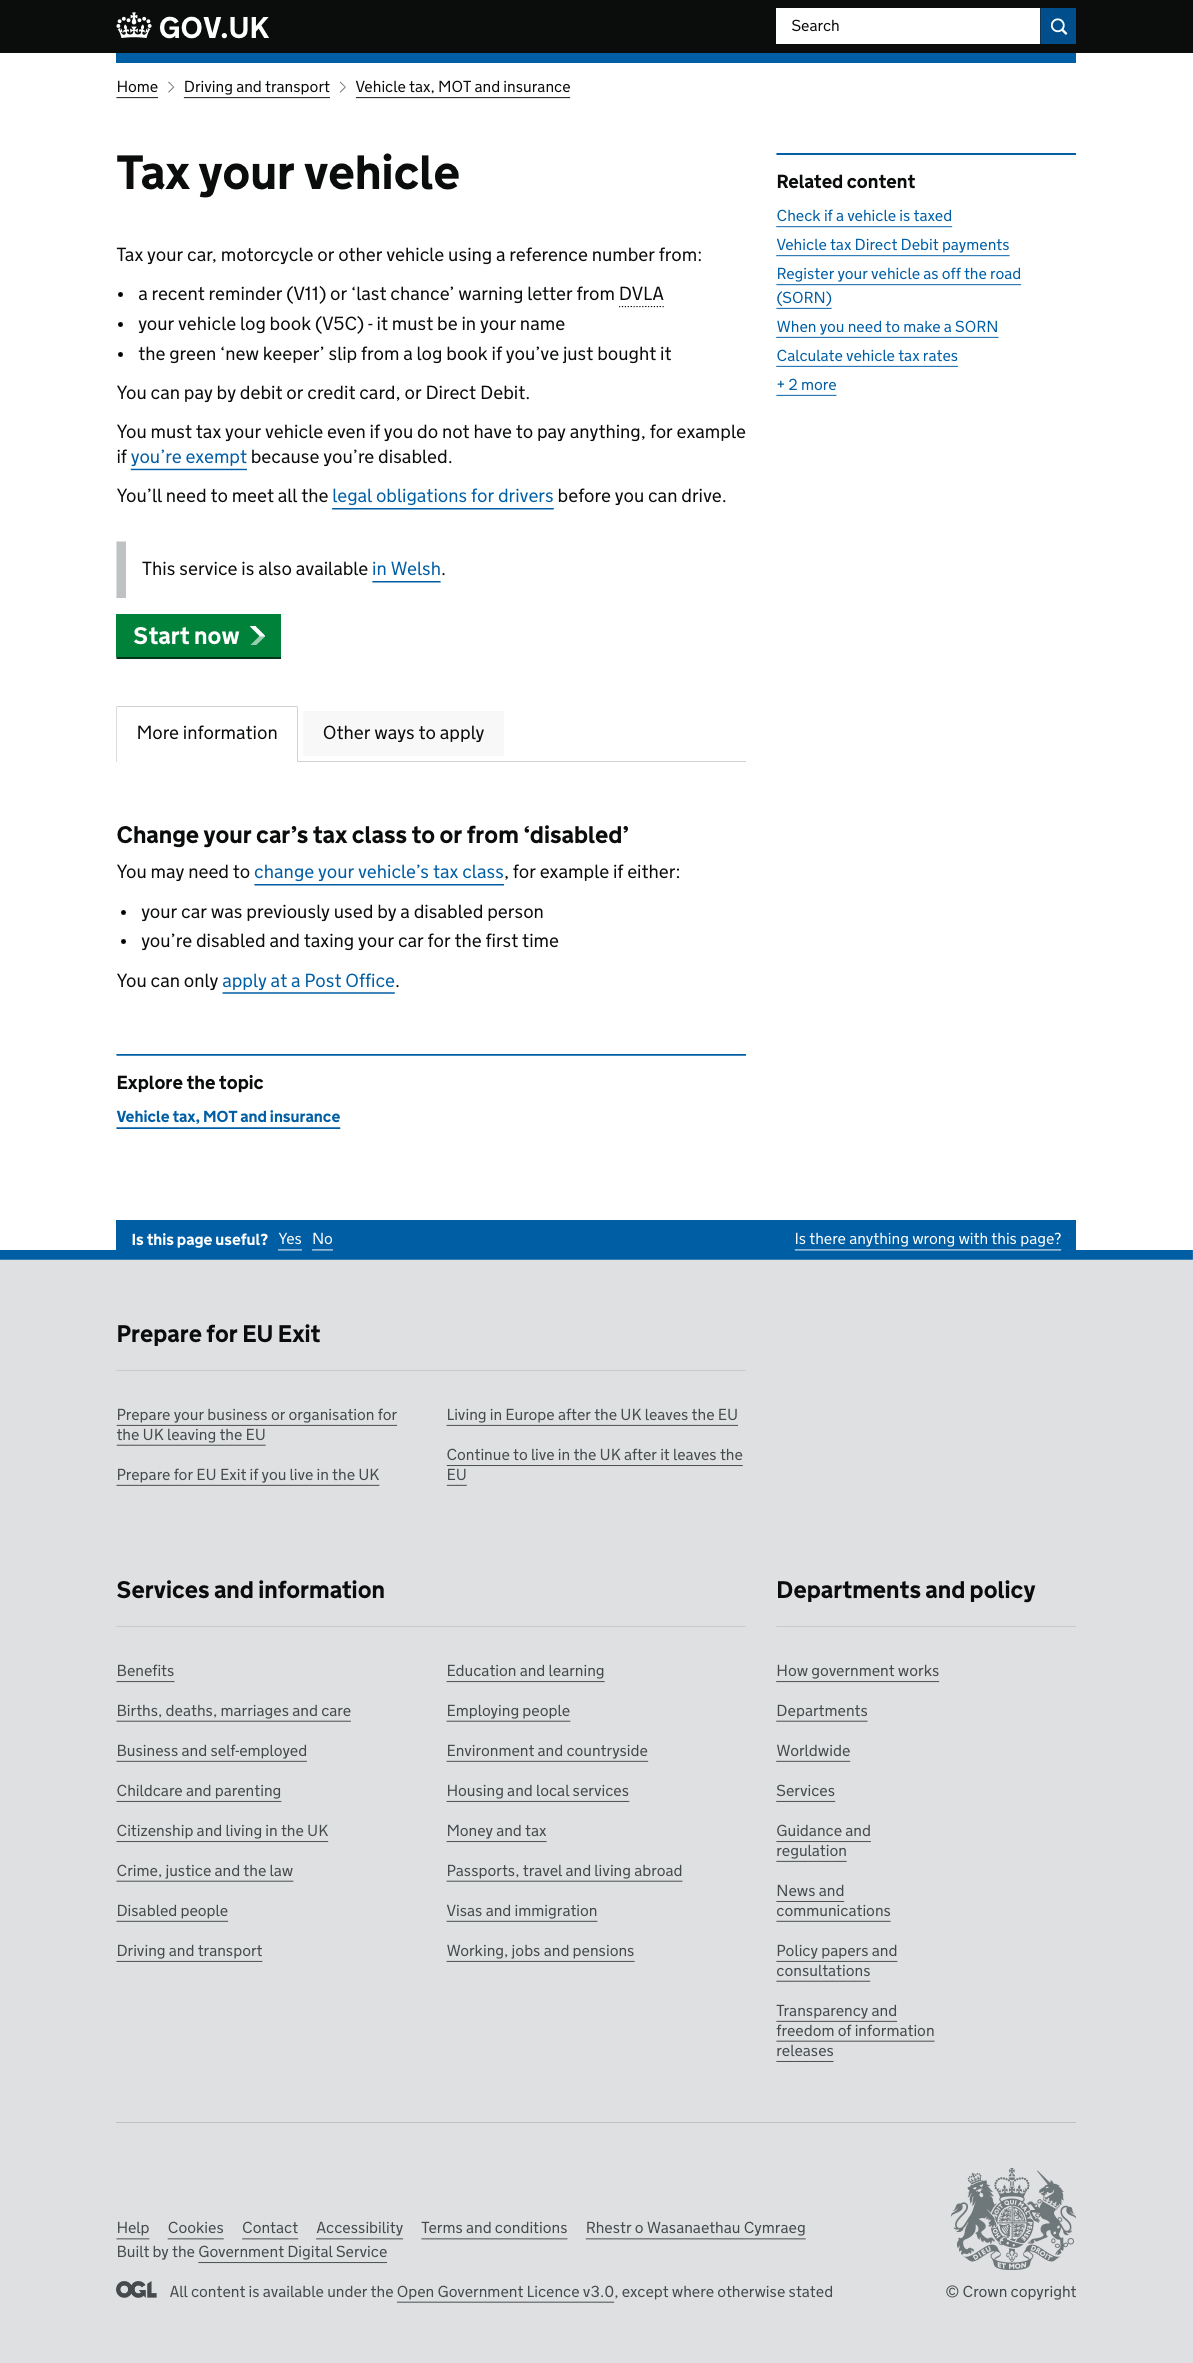 GOV.UK
Search
Home
Driving and transport
Vehicle tax, MOT and insurance
Tax your vehicle
Tax your car, motorcycle or other vehicle using a reference number from:
• a recent reminder (V11) or ‘last chance’ warning letter from DVLA
• your vehicle log book (V5C) - it must be in your name
• the green ‘new keeper’ slip from a log book if you’ve just bought it
You can pay by debit or credit card, or Direct Debit.
You must tax your vehicle even if you do not have to pay anything, for example
if you’re exempt because you’re disabled.
You’ll need to meet all the legal obligations for drivers before you can drive.
This service is also available in Welsh.
Start now
More information
Other ways to apply
Change your car’s tax class to or from ‘disabled’
You may need to change your vehicle’s tax class, for example if either:
• your car was previously used by a disabled person
• you’re disabled and taxing your car for the first time
You can only apply at a Post Office.
Explore the topic
Vehicle tax, MOT and insurance
Related content
Check if a vehicle is taxed
Vehicle tax Direct Debit payments
Register your vehicle as off the road
(SORN)
When you need to make a SORN
Calculate vehicle tax rates
+ 2 more
Is this page useful? Yes No
Is there anything wrong with this page?
Prepare for EU Exit
Prepare your business or organisation for
the UK leaving the EU
Prepare for EU Exit if you live in the UK
Living in Europe after the UK leaves the EU
Continue to live in the UK after it leaves the
EU
Services and information
Benefits
Births, deaths, marriages and care
Business and self-employed
Childcare and parenting
Citizenship and living in the UK
Crime, justice and the law
Disabled people
Driving and transport
Education and learning
Employing people
Environment and countryside
Housing and local services
Money and tax
Passports, travel and living abroad
Visas and immigration
Working, jobs and pensions
Departments and policy
How government works
Departments
Worldwide
Services
Guidance and
regulation
News and
communications
Policy papers and
consultations
Transparency and
freedom of information
releases
Help Cookies Contact Accessibility Terms and conditions Rhestr o Wasanaethau Cymraeg
Built by the Government Digital Service
OGL All content is available under the Open Government Licence v3.0, except where otherwise stated
DIEU ET MON DROIT
© Crown copyright